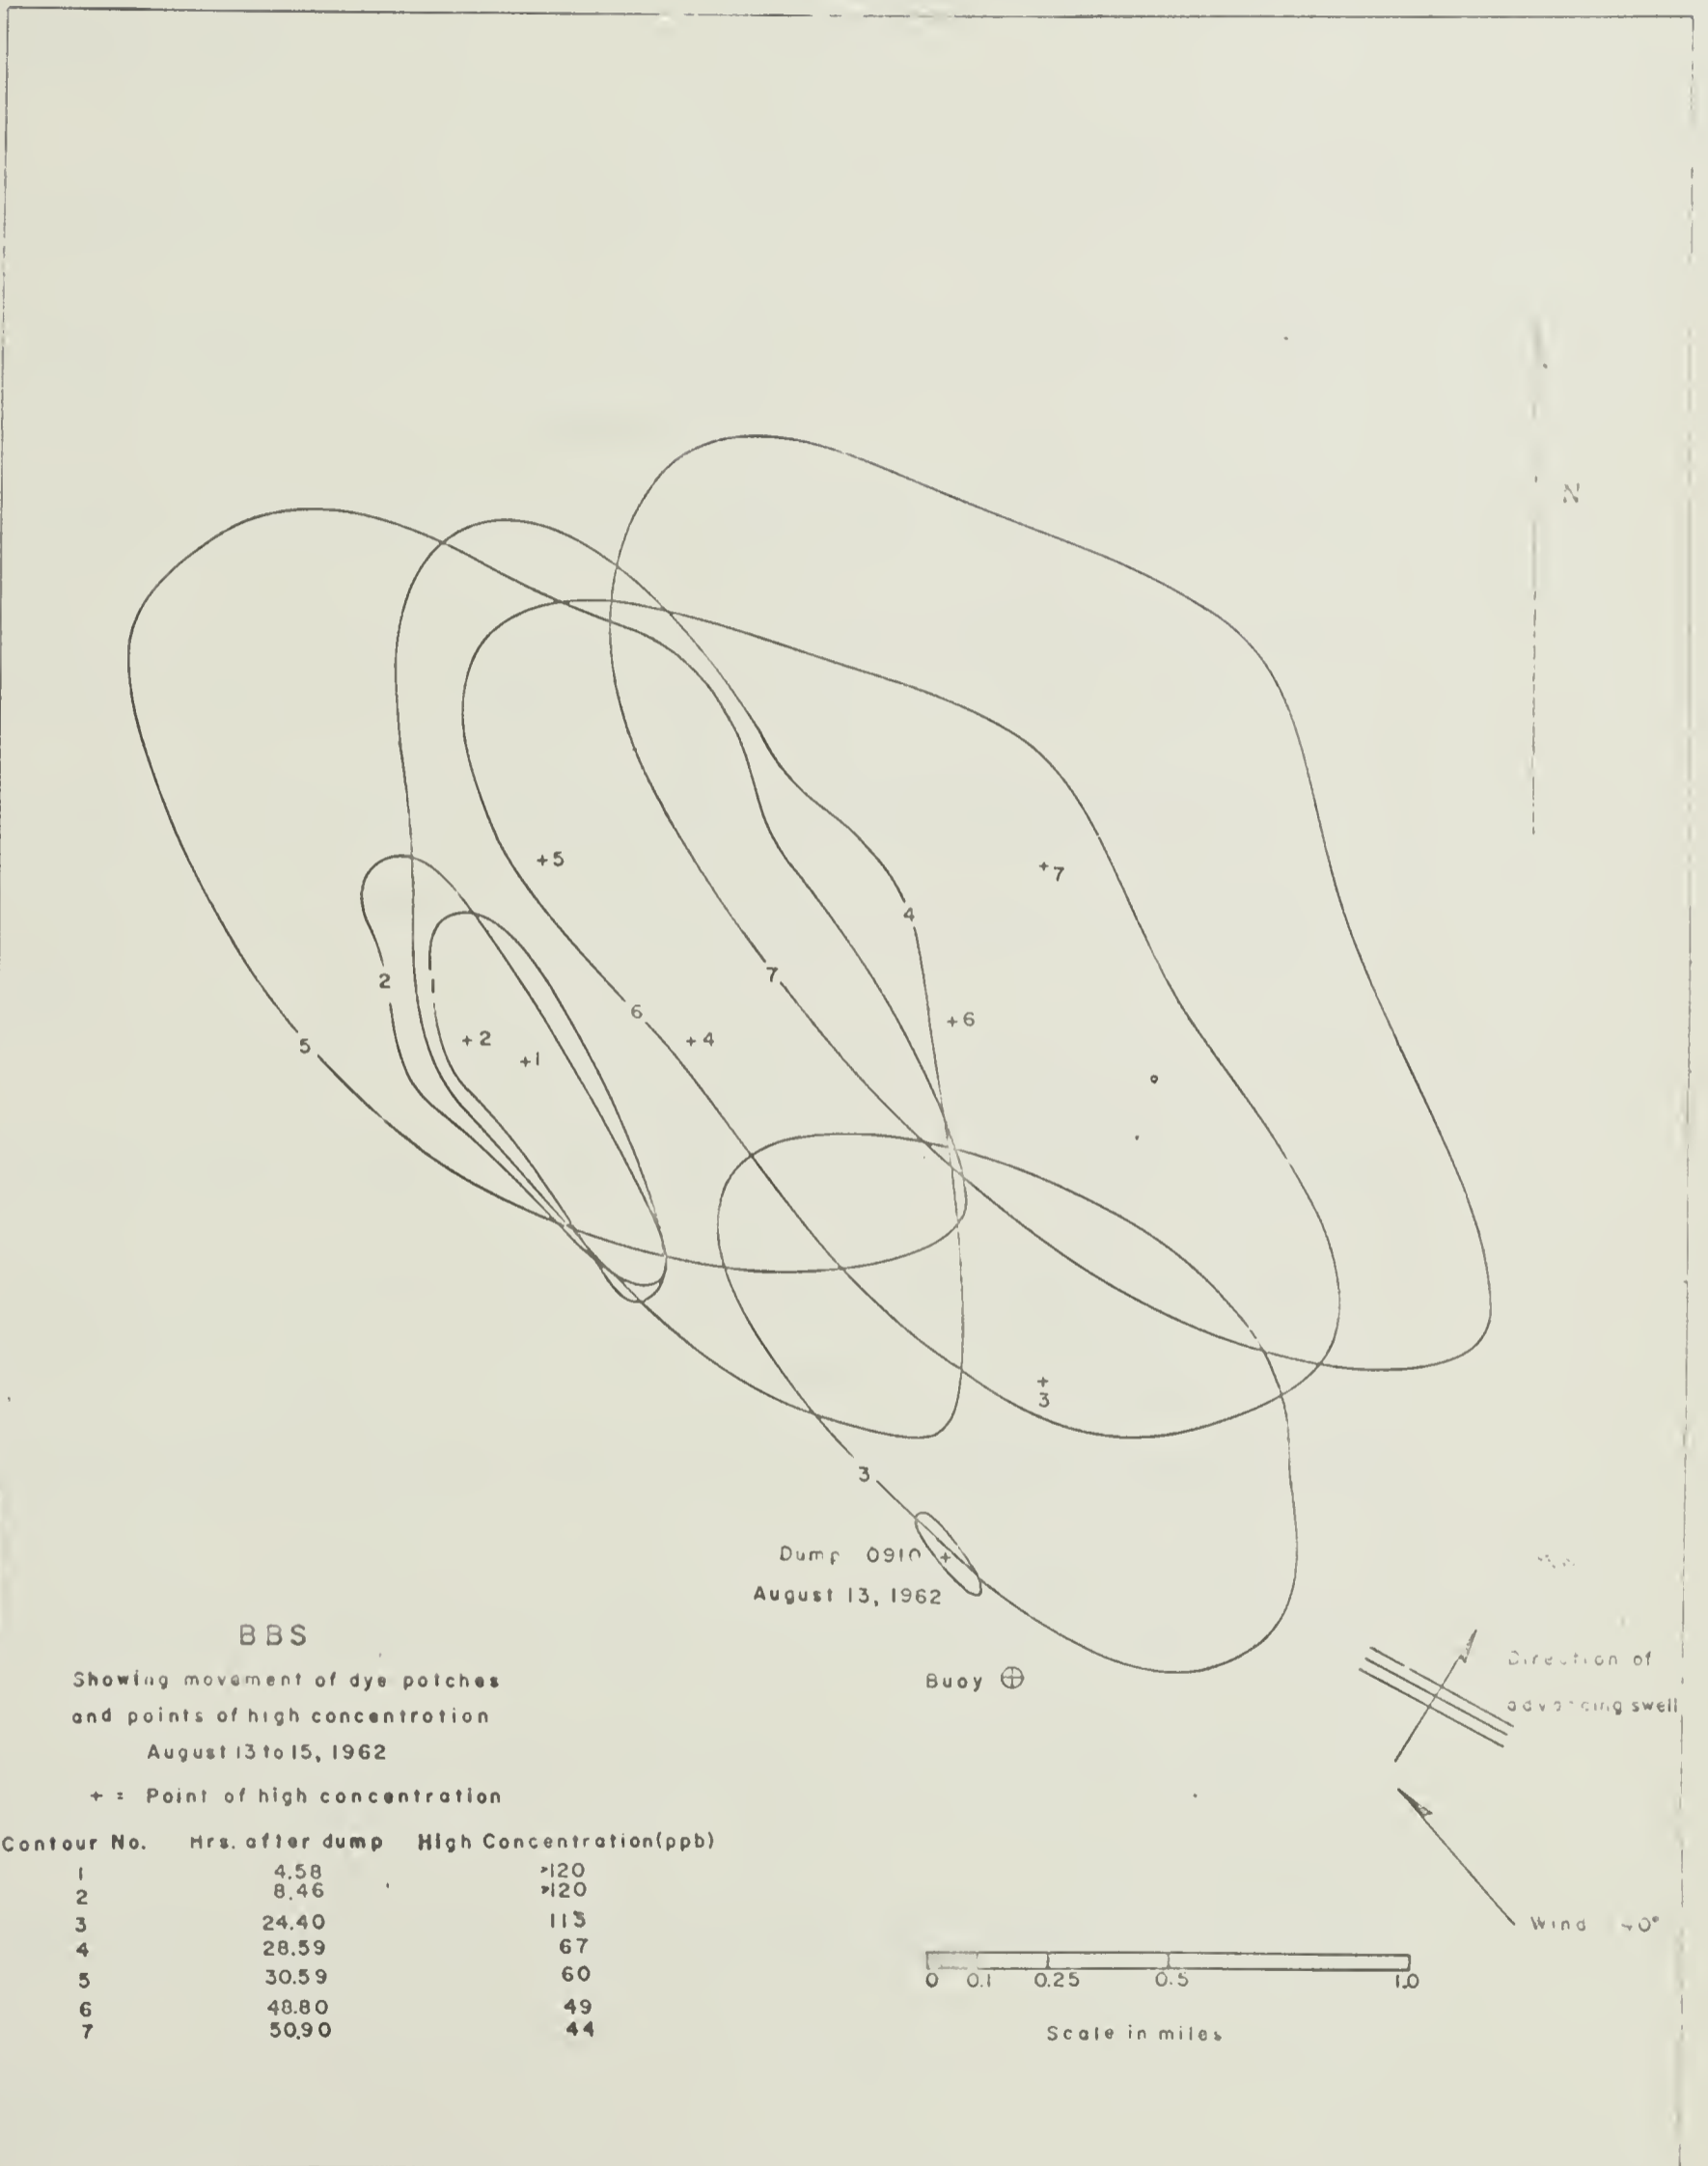 N
5
7
4
2
1
7
6
6
2
4
5
1
3
3
Dump 0910
August 13, 1962
BBS
Showing movement of dye patches
and points of high concentration
August 13 to 15, 1962
+ = Point of high concentration
Buoy
Direction of
advancing swell
Contour No. Hrs. after dump High Concentration(ppb)
1 4.58 >120
2 8.46 >120
3 24.40 113
4 28.59 67
5 30.59 60
6 48.80 49
7 50.90 44
Wind
0 0.1 0.25 0.5 1.0
Scale in miles